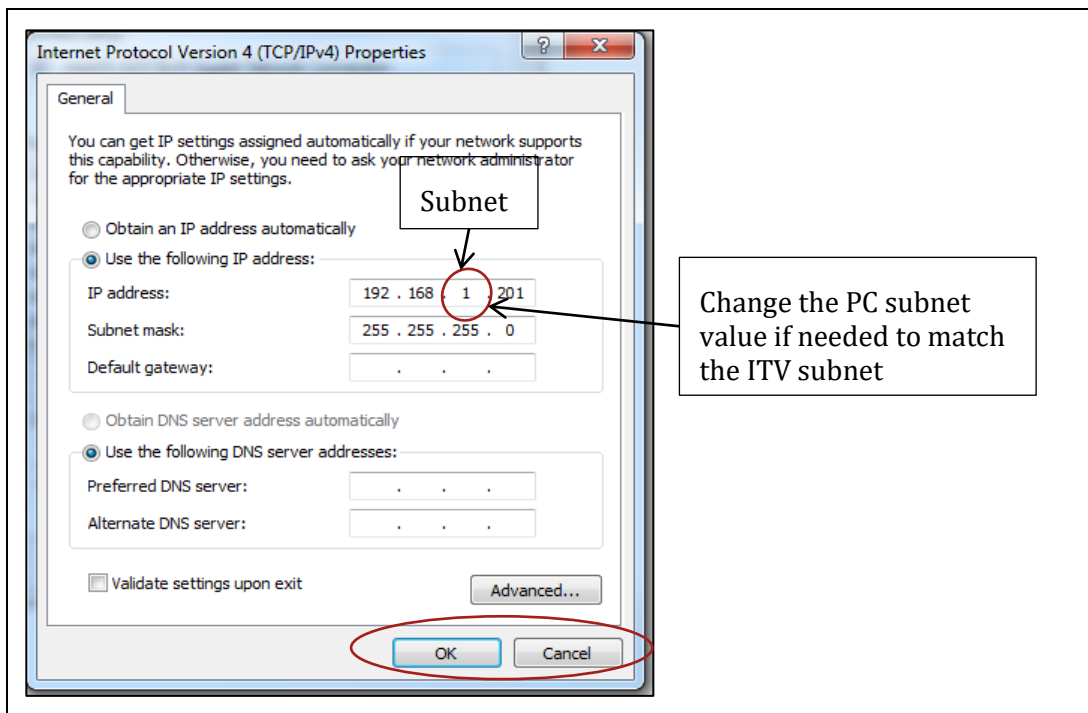 Internet Protocol Version 4 (TCP/IPv4) Properties
?
X
General
You can get IP settings assigned automatically if your network supports
this capability. Otherwise, you need to ask your network administrator
for the appropriate IP settings.
Subnet
Obtain an IP address automatically
Use the following IP address:
IP address: 192 . 168 . 1 . 201
Subnet mask: 255 . 255 . 255 . 0
Default gateway: . . .
Change the PC subnet
value if needed to match
the ITV subnet
Obtain DNS server address automatically
Use the following DNS server addresses:
Preferred DNS server: . . .
Alternate DNS server: . . .
Validate settings upon exit
Advanced...
OK Cancel